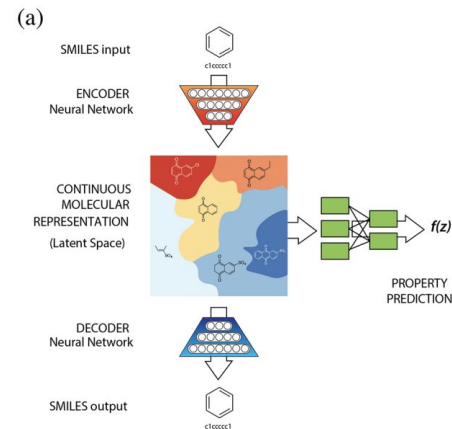 (a)
SMILES input
c1ccccc1
ENCODER
Neural Network
CONTINUOUS
MOLECULAR
REPRESENTATION
(Latent Space)
f(z)
PROPERTY
PREDICTION
DECODER
Neural Network
SMILES output
c1ccccc1